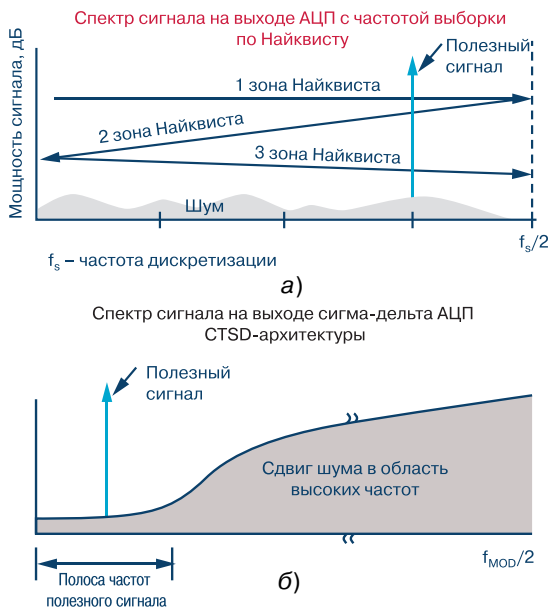 Спектр сигнала на выходе АЦП с частотой выборки
по Найквисту
Мощность сигнала, дБ
Полезный
сигнал
1 зона Найквиста
2 зона Найквиста
3 зона Найквиста
Шум
fs/2
fs – частота дискретизации
а)
Спектр сигнала на выходе сигма-дельта АЦП
CTSD-архитектуры
Полезный
сигнал
Сдвиг шума в область
высоких частот
fMOD/2
Полоса частот
полезного сигнала
б)